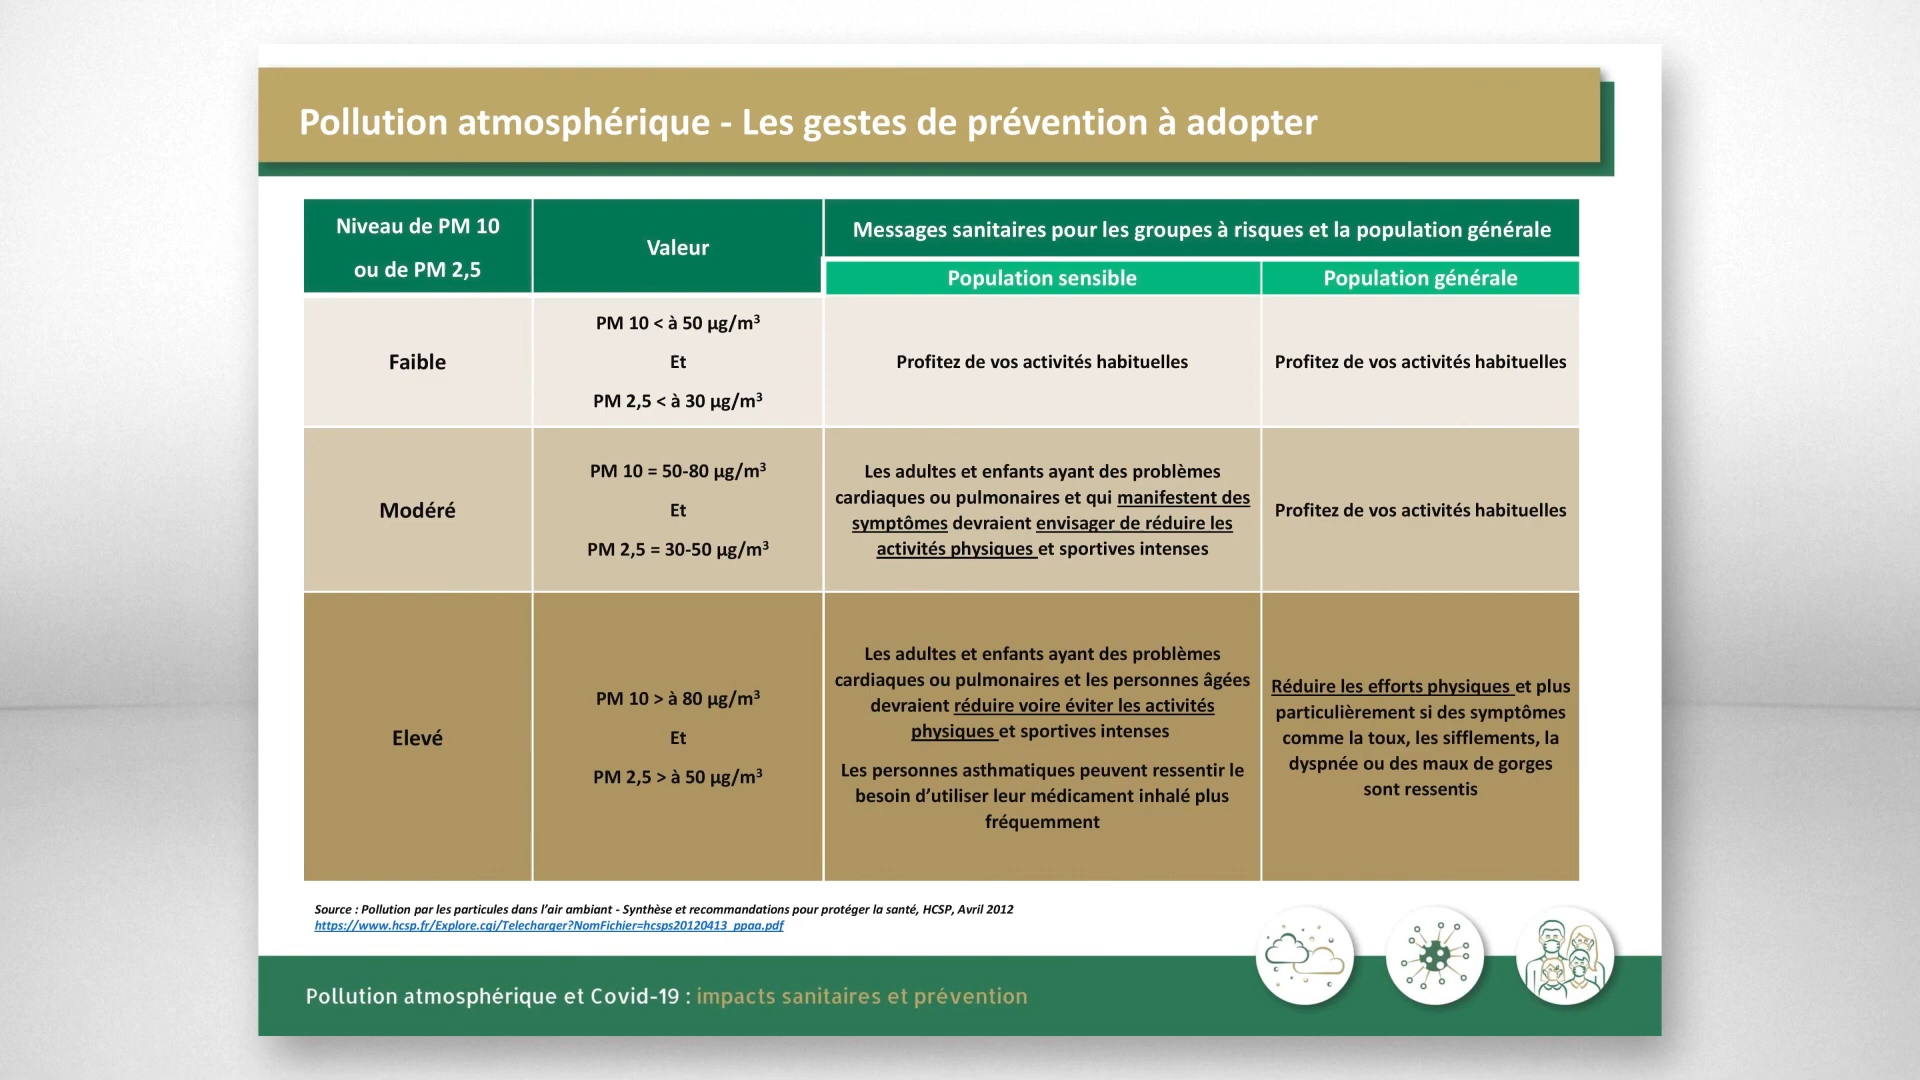 Pollution atmosphérique - Les gestes de prévention à adopter
Niveau de PM 10
ou de PM 2,5
Valeur
Messages sanitaires pour les groupes à risques et la population générale
Population sensible
Population générale
Faible
PM 10 < à 50 µg/m³
Et
PM 2,5 < à 30 µg/m³
Profitez de vos activités habituelles
Profitez de vos activités habituelles
Modéré
PM 10 = 50-80 µg/m³
Et
PM 2,5 = 30-50 µg/m³
Les adultes et enfants ayant des problèmes
cardiaques ou pulmonaires et qui manifestent des
symptômes devraient envisager de réduire les
activités physiques et sportives intenses
Profitez de vos activités habituelles
Elevé
PM 10 > à 80 µg/m³
Et
PM 2,5 > à 50 µg/m³
Les adultes et enfants ayant des problèmes
cardiaques ou pulmonaires et les personnes âgées
devraient réduire voire éviter les activités
physiques et sportives intenses
Les personnes asthmatiques peuvent ressentir le
besoin d’utiliser leur médicament inhalé plus
fréquemment
Réduire les efforts physiques et plus
particulièrement si des symptômes
comme la toux, les sifflements, la
dyspnée ou des maux de gorges
sont ressentis
Source : Pollution par les particules dans l’air ambiant - Synthèse et recommandations pour protéger la santé, HCSP, Avril 2012
https://www.hcsp.fr/Explore.cgi/Telecharger?NomFichier=hcsps20120413_ppaa.pdf
Pollution atmosphérique et Covid-19 : impacts sanitaires et prévention